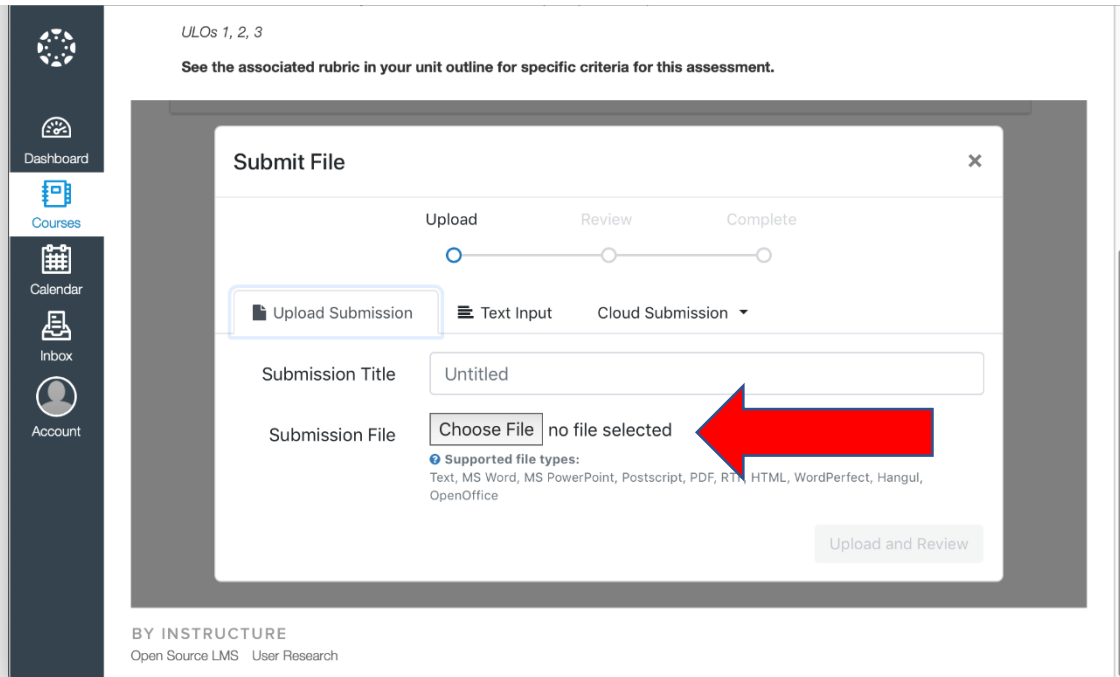 ULOs 1, 2, 3
See the associated rubric in your unit outline for specific criteria for this assessment.
Dashboard
Courses
Calendar
Inbox
Account
Submit File ×
Upload Review Complete
Upload Submission Text Input Cloud Submission
Submission Title Untitled
Submission File Choose File no file selected
Supported file types:
Text, MS Word, MS PowerPoint, Postscript, PDF, HTML, WordPerfect, Hangul,
OpenOffice
Upload and Review
BY INSTRUCTURE
Open Source LMS User Research